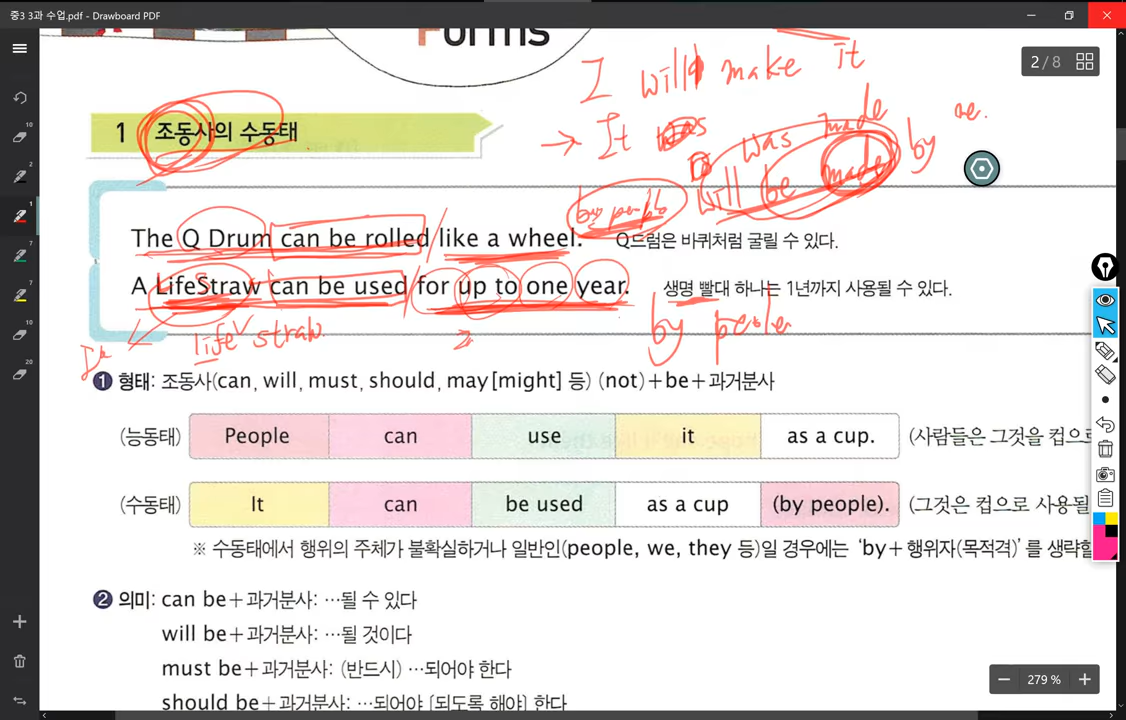 중3 3과 수업.pdf - Drawboard PDF
Forms
2 / 8
I will make it
→ It was made by me.
will be made
1 조동사의 수동태
by people
The Q Drum can be rolled like a wheel. Q드럼은 바퀴처럼 굴릴 수 있다.
A LifeStraw can be used for up to one year. 생명 빨대 하나는 1년까지 사용될 수 있다.
life straw
by people
❶ 형태: 조동사(can, will, must, should, may[might] 등) (not)+be+과거분사
(능동태) People can use it as a cup. (사람들은 그것을 컵으로
(수동태) It can be used as a cup (by people). (그것은 컵으로 사용될
※ 수동태에서 행위의 주체가 불확실하거나 일반인(people, we, they 등)일 경우에는 ‘by+행위자(목적격)’를 생략할
❷ 의미: can be+과거분사: …될 수 있다
will be+과거분사: …될 것이다
must be+과거분사: (반드시) …되어야 한다
should be+과거분사: …되어야 [되도록 해야] 한다
279 %